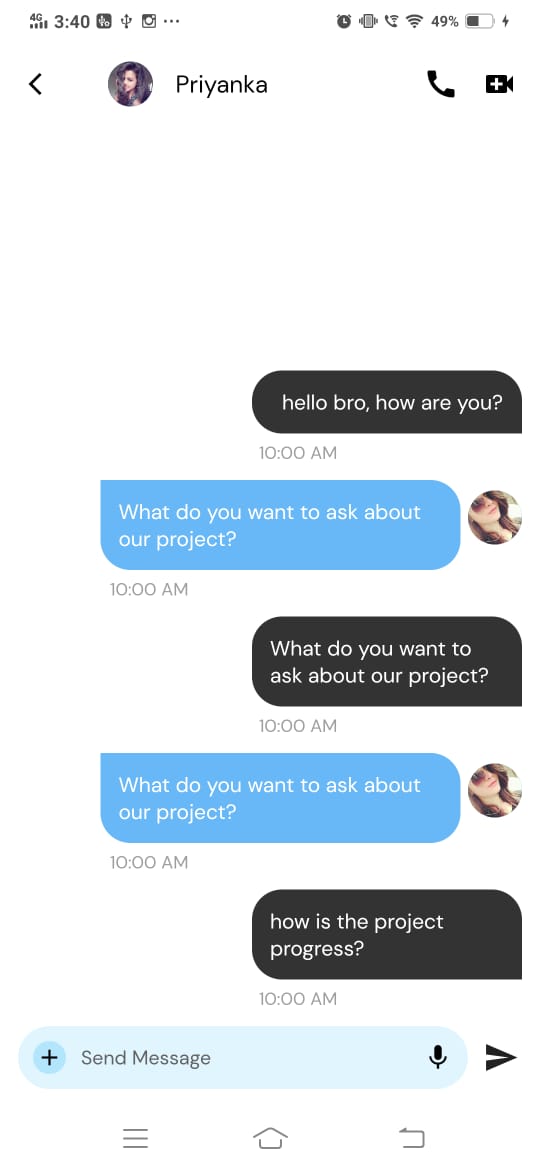 4G 3:40 49%
Priyanka
hello bro, how are you?
10:00 AM
What do you want to ask about
our project?
10:00 AM
What do you want to
ask about our project?
10:00 AM
What do you want to ask about
our project?
10:00 AM
how is the project
progress?
10:00 AM
Send Message